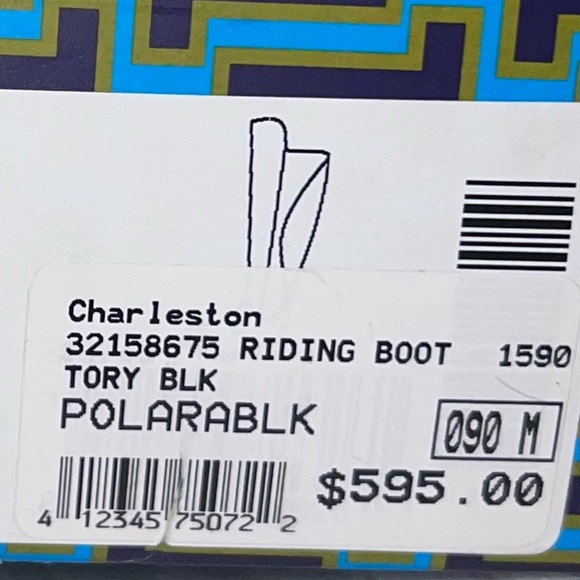 Charleston
32158675 RIDING BOOT 1590
TORY BLK
POLARABLK
090 M
$595.00
4 12345 75072 2